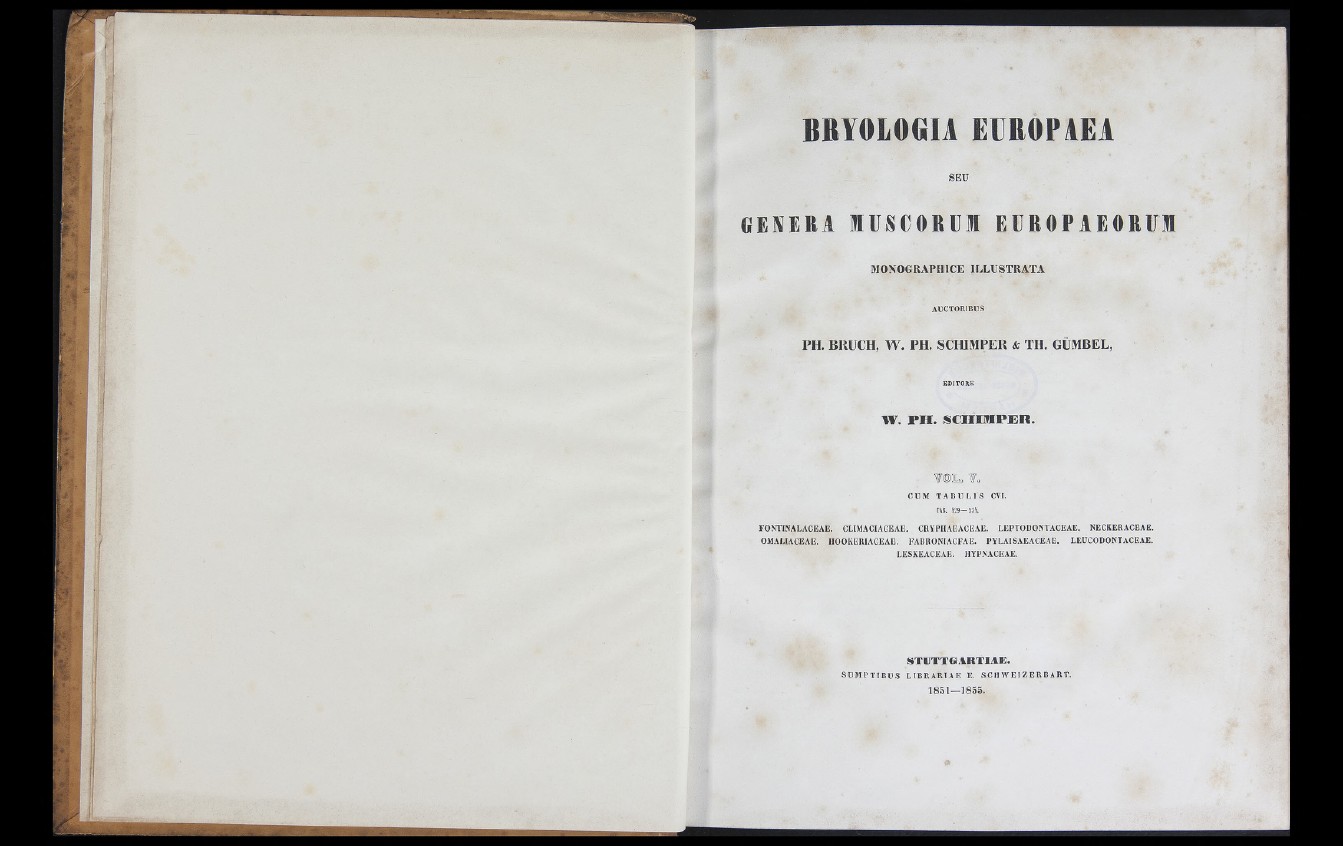 BRYOLOGIA EUROPAEA
SEU
GENERA MUSCORUM EUROPAEORUM
MONOGRAPHICE ILLUSTRATA
AUCTORIBUS
PH. BRUCH, W. PH. SCHIMPER & TH. GÜMBEL,
EDITORE
W. PH. SCHIMPER.
VOL. V.
CUM TABULIS CVI.
FONTINALACEAE. CLIMACIACEAE. CRYPHAEACEAE. LEPTODONTACEAE. NECKERACEAE.
OMALIACEAE. HOOKERIACEAE. FABRONIACEAE. PYLAISAEACEAE. LEUCODONTACEAE.
LESKEACEAE. HYPNACEAE.
STUTTGARTIAE.
SUMPTIBUS LIBRARIAE E. SCHWEIZERBART.
1851—1855.